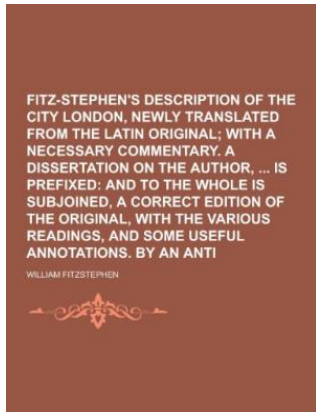 FITZ-STEPHEN'S DESCRIPTION OF THE
CITY LONDON, NEWLY TRANSLATED
FROM THE LATIN ORIGINAL; WITH A
NECESSARY COMMENTARY. A
DISSERTATION ON THE AUTHOR, ... IS
PREFIXED: AND TO THE WHOLE IS
SUBJOINED, A CORRECT EDITION OF
THE ORIGINAL, WITH THE VARIOUS
READINGS, AND SOME USEFUL
ANNOTATIONS. BY AN ANTI
WILLIAM FITZSTEPHEN